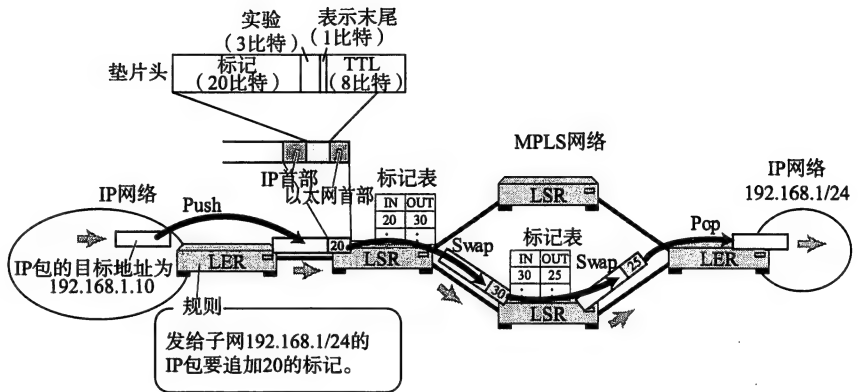 实验
（3比特）
表示末尾
（1比特）
垫片头
标记
（20比特）
TTL
（8比特）
IP首部
以太网首部
MPLS网络
IP网络
192.168.1/24
IP网络
Push
标记表
IN OUT
20 30
. .
LSR
20
LER
LSR
IP包的目标地址为
192.168.1.10
Swap
30
标记表
IN OUT
30 25
. .
LSR
Swap
25
Pop
LER
规则
发给子网192.168.1/24的
IP包要追加20的标记。